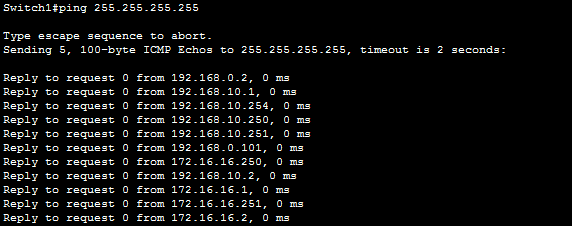 Switch1#ping 255.255.255.255
Type escape sequence to abort.
Sending 5, 100-byte ICMP Echos to 255.255.255.255, timeout is 2 seconds:
Reply to request 0 from 192.168.0.2, 0 ms
Reply to request 0 from 192.168.10.1, 0 ms
Reply to request 0 from 192.168.10.254, 0 ms
Reply to request 0 from 192.168.10.250, 0 ms
Reply to request 0 from 192.168.10.251, 0 ms
Reply to request 0 from 192.168.0.101, 0 ms
Reply to request 0 from 172.16.16.250, 0 ms
Reply to request 0 from 192.168.10.2, 0 ms
Reply to request 0 from 172.16.16.1, 0 ms
Reply to request 0 from 172.16.16.251, 0 ms
Reply to request 0 from 172.16.16.2, 0 ms